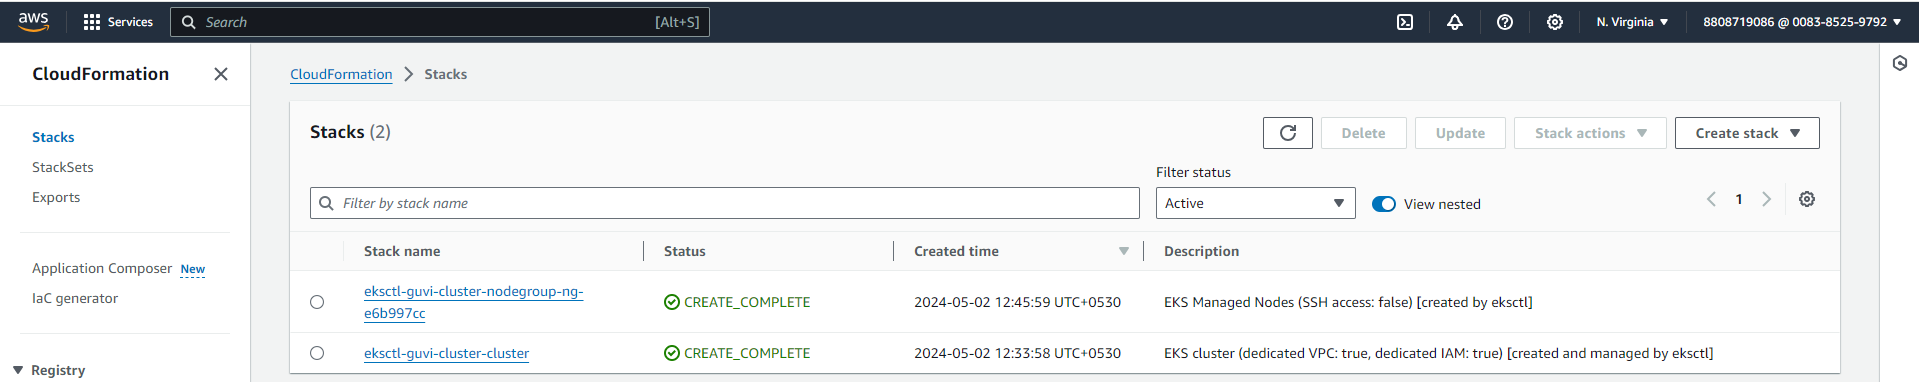 aws
Services
Search
[Alt+S]
N. Virginia
8808719086 @ 0083-8525-9792
CloudFormation
Stacks
StackSets
Exports
Application Composer New
IaC generator
Registry
CloudFormation
Stacks
Stacks (2)
Delete
Update
Stack actions
Create stack
Filter status
Filter by stack name
Active
View nested
1
Stack name
Status
Created time
Description
eksctl-guvi-cluster-nodegroup-ng-
e6b997cc
CREATE_COMPLETE
2024-05-02 12:45:59 UTC+0530
EKS Managed Nodes (SSH access: false) [created by eksctl]
eksctl-guvi-cluster-cluster
CREATE_COMPLETE
2024-05-02 12:33:58 UTC+0530
EKS cluster (dedicated VPC: true, dedicated IAM: true) [created and managed by eksctl]